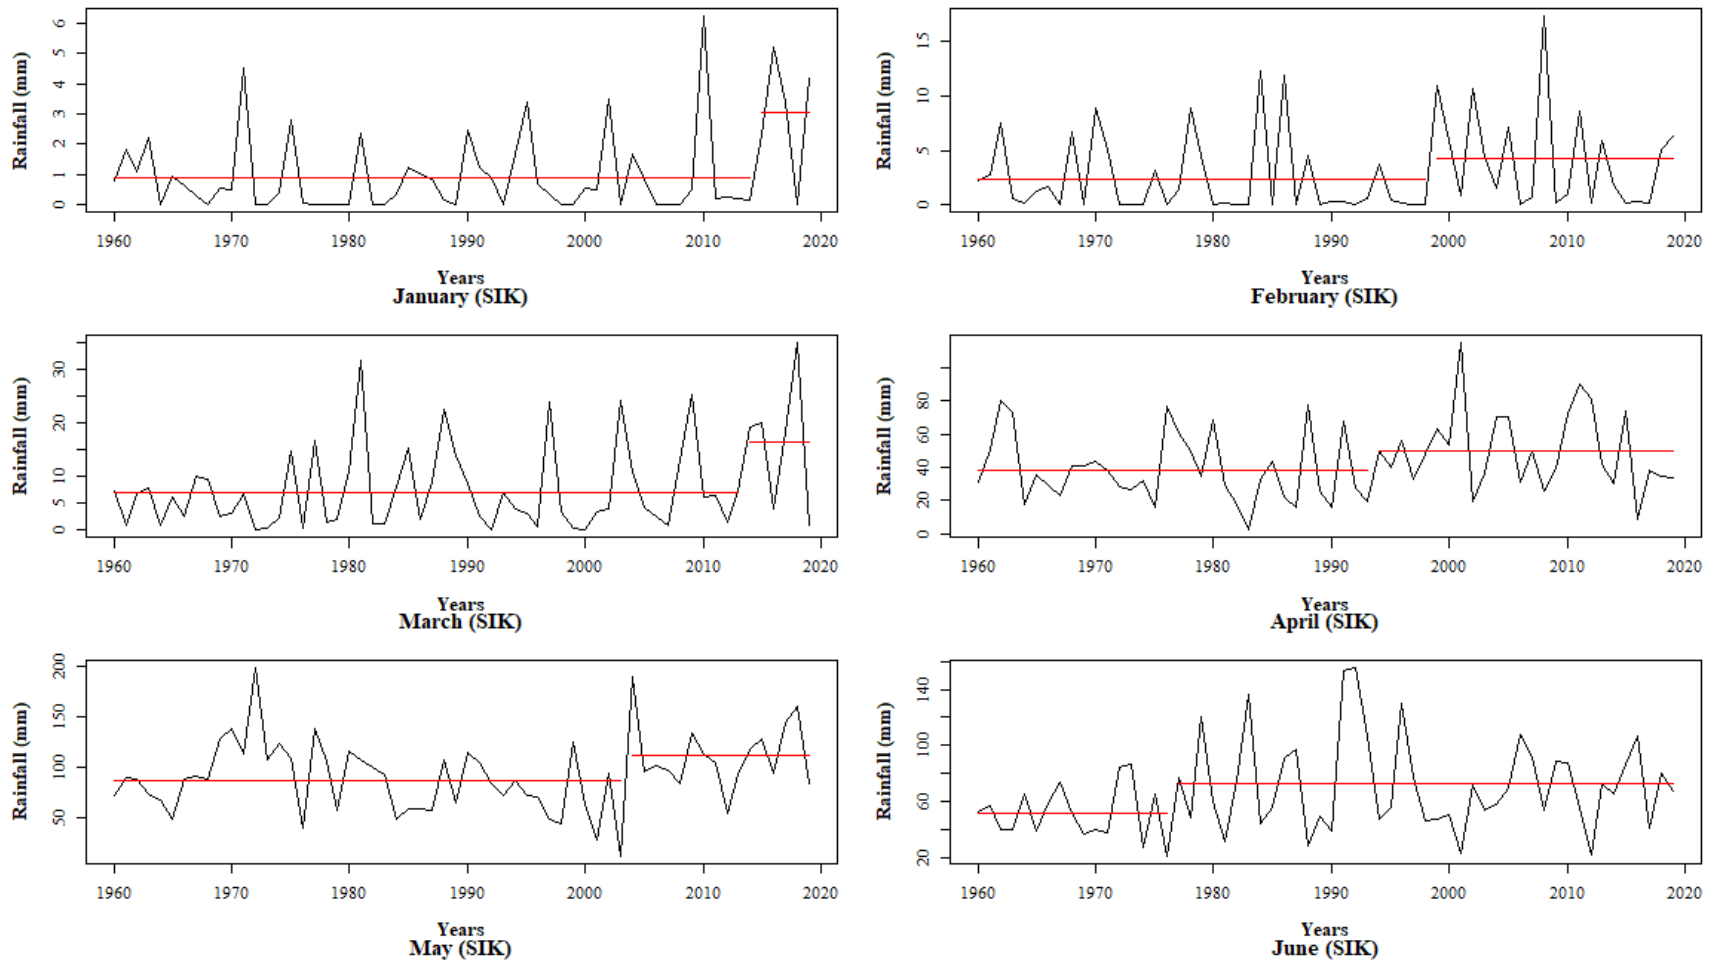 Rainfall (mm)
0 1 2 3 4 5 6
1960 1970 1980 1990 2000 2010 2020
Years
January (SIK)
Rainfall (mm)
0 5 10 15
1960 1970 1980 1990 2000 2010 2020
Years
February (SIK)
Rainfall (mm)
0 5 10 20 30
1960 1970 1980 1990 2000 2010 2020
Years
March (SIK)
Rainfall (mm)
0 20 40 60 80
1960 1970 1980 1990 2000 2010 2020
Years
April (SIK)
Rainfall (mm)
50 100 150 200
1960 1970 1980 1990 2000 2010 2020
Years
May (SIK)
Rainfall (mm)
20 60 100 140
1960 1970 1980 1990 2000 2010 2020
Years
June (SIK)